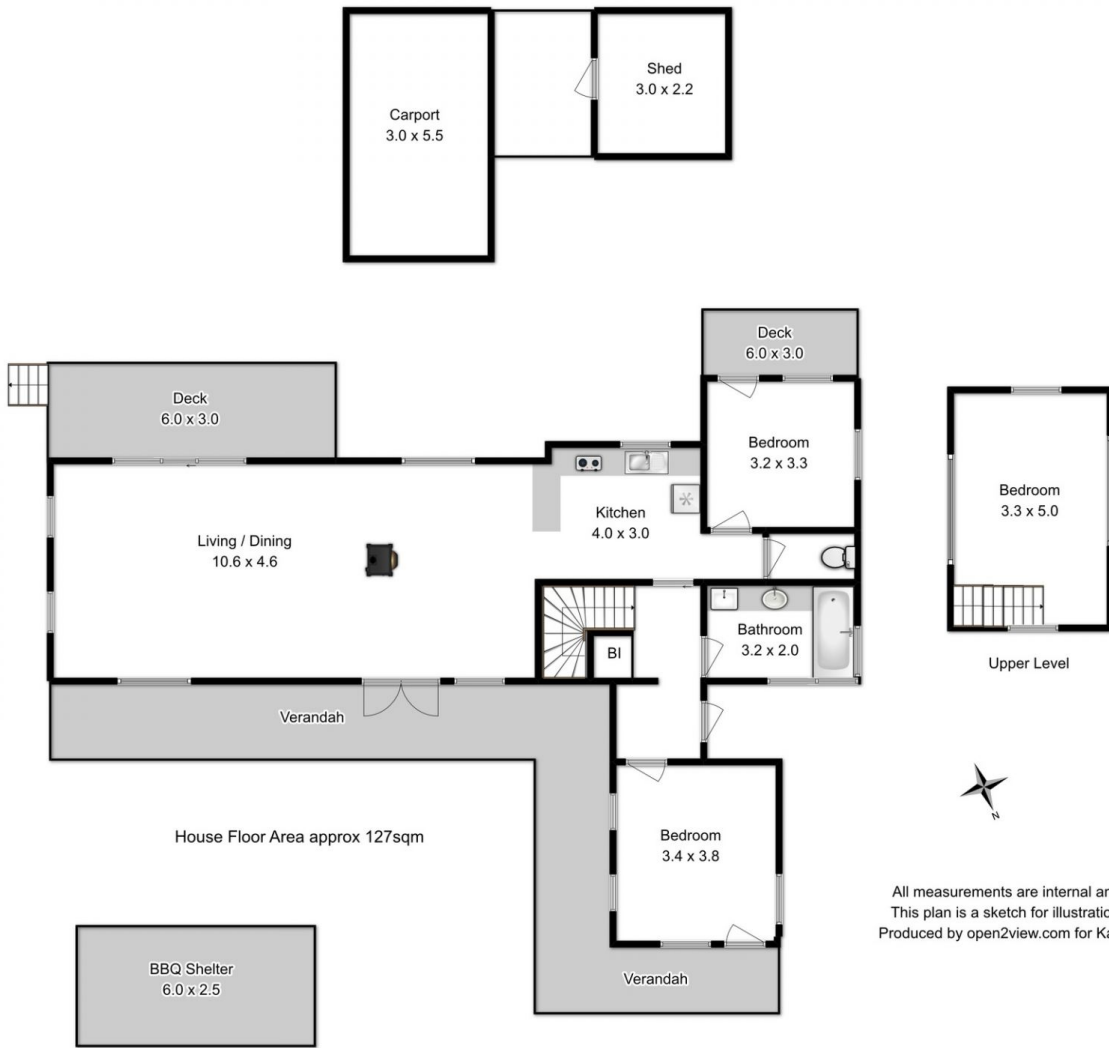 Carport
3.0 x 5.5
Shed
3.0 x 2.2
Deck
6.0 x 3.0
Deck
6.0 x 3.0
Bedroom
3.2 x 3.3
Kitchen
4.0 x 3.0
Living / Dining
10.6 x 4.6
Bedroom
3.3 x 5.0
BI
Bathroom
3.2 x 2.0
Upper Level
Verandah
House Floor Area approx 127sqm
Bedroom
3.4 x 3.8
N
BBQ Shelter
6.0 x 2.5
Verandah
All measurements are internal
This plan is a sketch for
Produced by open2view.com for